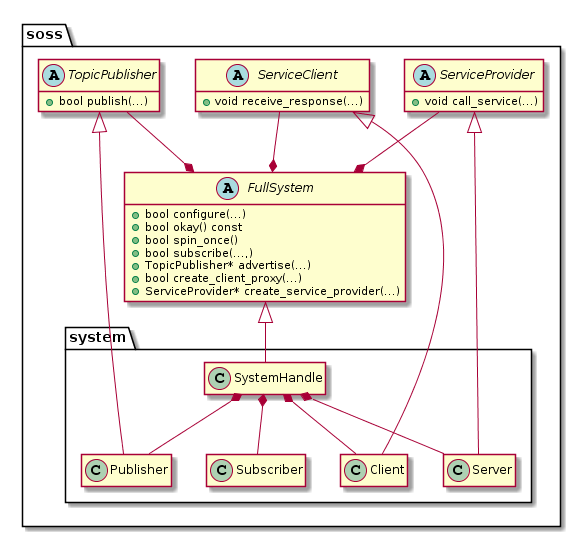 soss
A TopicPublisher
bool publish(...)
A ServiceClient
void receive_response(...)
A ServiceProvider
void call_service(...)
A FullSystem
bool configure(...)
bool okay() const
bool spin_once()
bool subscribe(...,)
TopicPublisher* advertise(...)
bool create_client_proxy(...)
ServiceProvider* create_service_provider(...)
system
C SystemHandle
C Publisher
C Subscriber
C Client
C Server